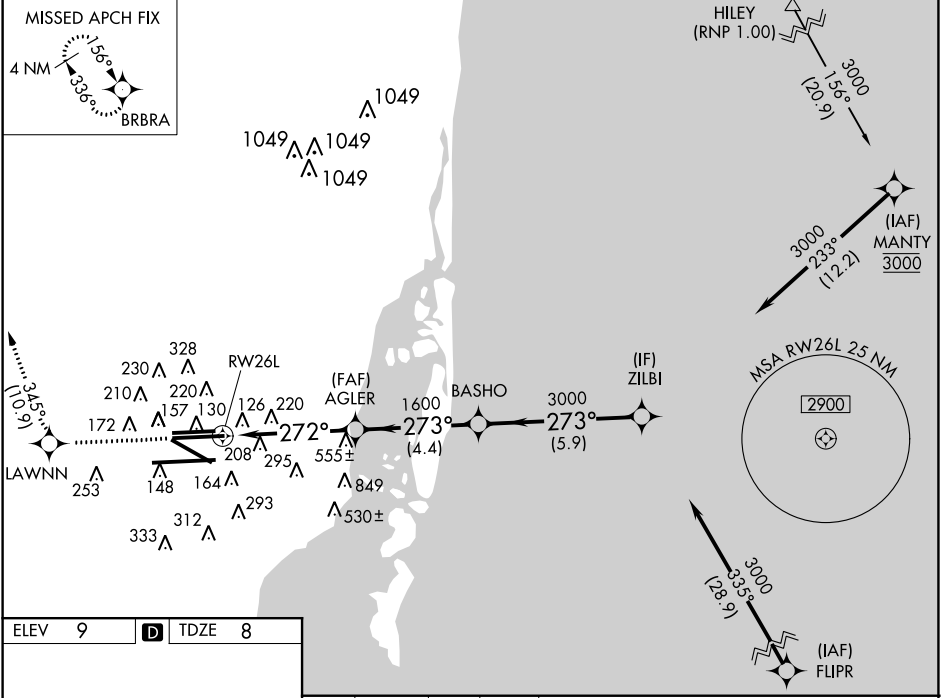 MISSED APCH FIX
4 NM
156°
336°
BRBRA
HILEY
(RNP 1.00)
3000
156°
(20.9)
1049
1049
1049
1049
(IAF)
MANTY
3000
3000
233°
(12.2)
MSA RW26L 25 NM
2900
345°
(10.9)
LAWNN
230
328
210
220
172
157
130
RW26L
126
220
208
295
253
148
164
293
312
333
272°
(FAF)
AGLER
555±
849
530±
1600
273°
(4.4)
BASHO
3000
273°
(5.9)
(IF)
ZILBI
3000
335°
(28.9)
(IAF)
FLIPR
ELEV 9 D TDZE 8